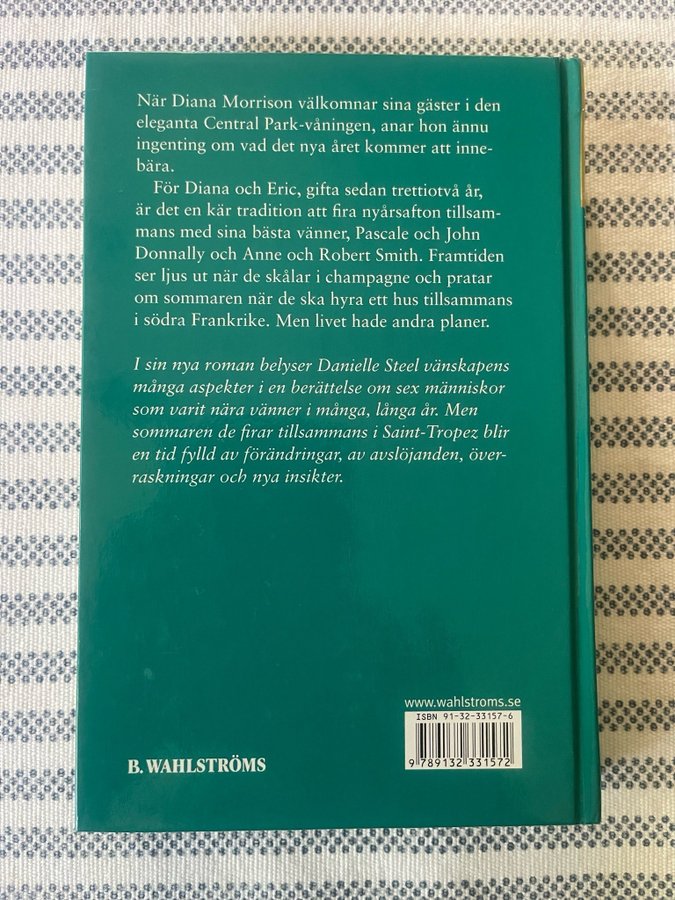 När Diana Morrison välkomnar sina gäster i den
eleganta Central Park-våningen, anar hon ännu
ingenting om vad det nya året kommer att inne-
bära.
För Diana och Eric, gifta sedan trettiotvå år,
är det en kär tradition att fira nyårsafton tillsam-
mans med sina bästa vänner, Pascale och John
Donnally och Anne och Robert Smith. Framtiden
ser ljus ut när de skålar i champagne och pratar
om sommaren när de ska hyra ett hus tillsammans
i södra Frankrike. Men livet hade andra planer.
I sin nya roman belyser Danielle Steel vänskapens
många aspekter i en berättelse om sex människor
som varit nära vänner i många, långa år. Men
sommaren de firar tillsammans i Saint-Tropez blir
en tid fylld av förändringar, av avslöjanden, över-
raskningar och nya insikter.
www.wahlstroms.se
ISBN 91-32-33157-6
9 789132 331572
B. WAHLSTRÖMS